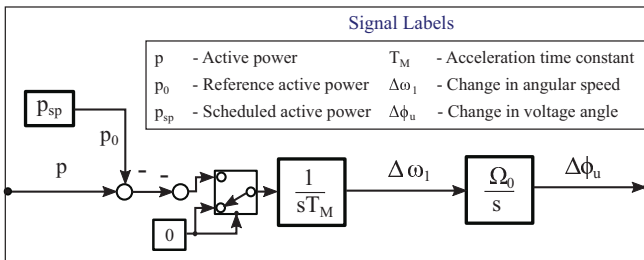 Signal Labels
p - Active power T_M - Acceleration time constant
p_0 - Reference active power Δω_1 - Change in angular speed
p_sp - Scheduled active power Δϕ_u - Change in voltage angle
p_sp
p_0
p
- -
0
1
sT_M
Δω_1
Ω_0
s
Δϕ_u